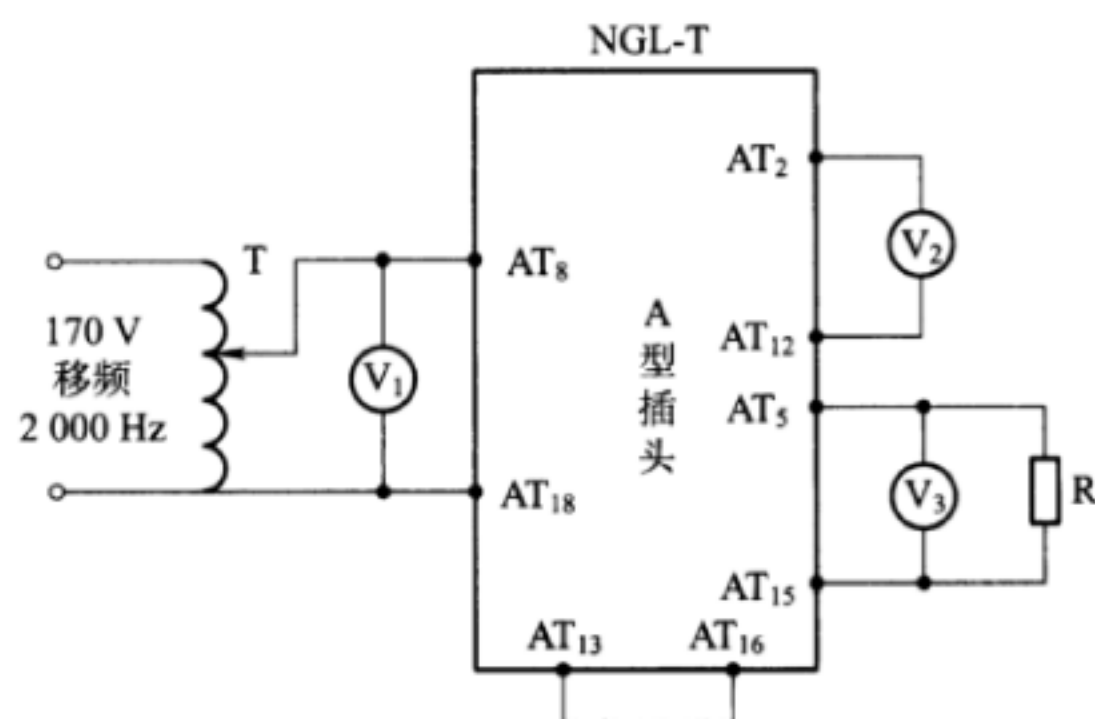 NGL-T
AT₂
T
AT₈
V₂
170 V
移频
2 000 Hz
V₁
A
型
插
头
AT₁₂
AT₅
AT₁₈
V₃
R
AT₁₅
AT₁₃
AT₁₆